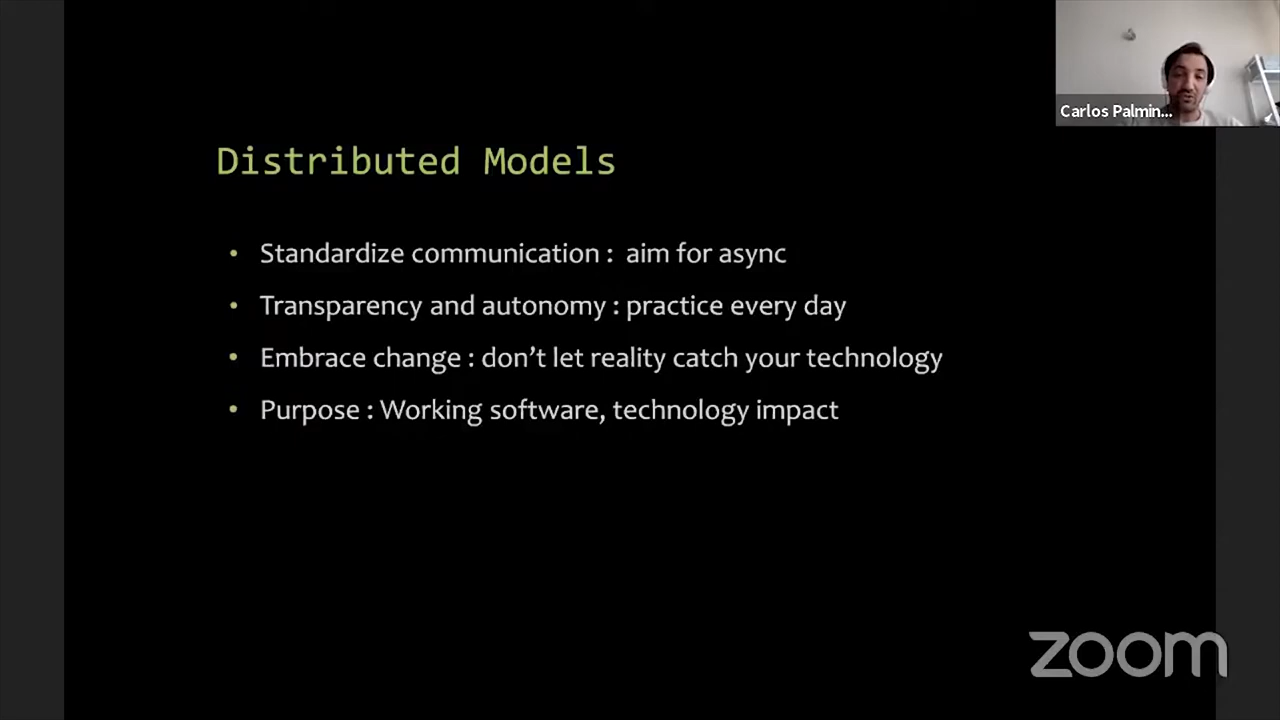 Carlos Palmin...
Distributed Models
• Standardize communication : aim for async
• Transparency and autonomy : practice every day
• Embrace change : don’t let reality catch your technology
• Purpose : Working software, technology impact
zoom